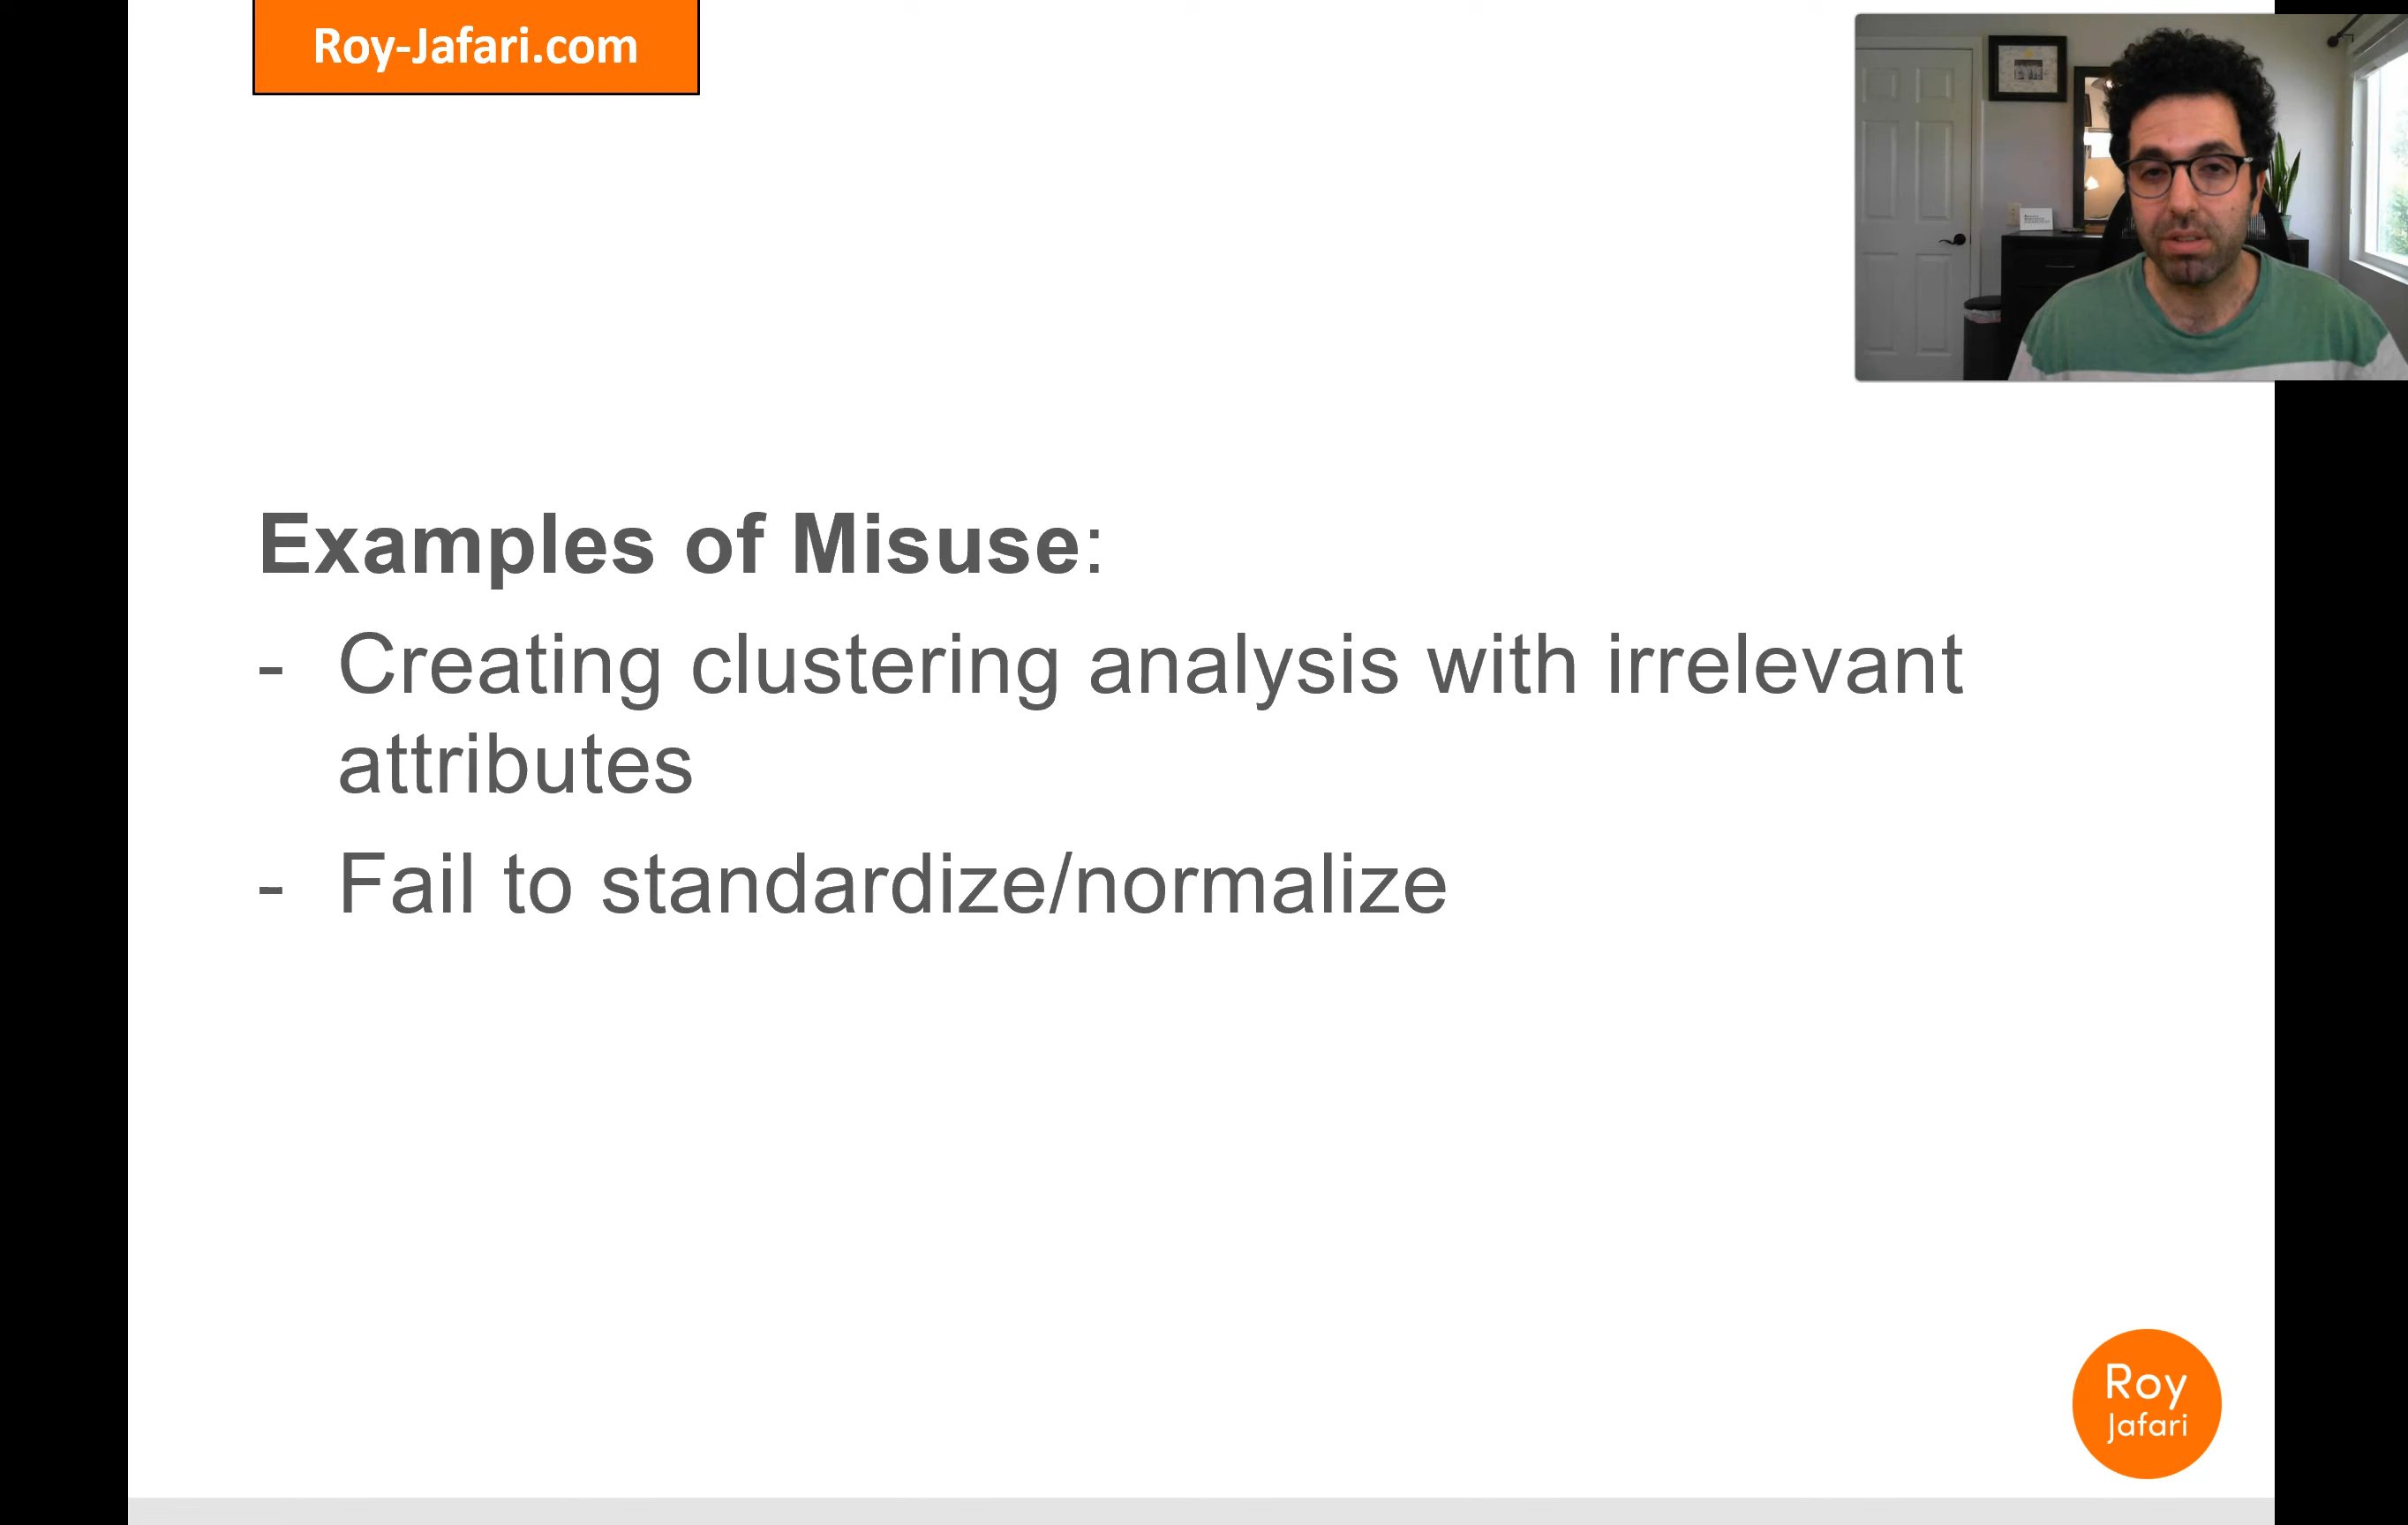 Roy-Jafari.com
Examples of Misuse:
- Creating clustering analysis with irrelevant
attributes
- Fail to standardize/normalize
Roy
Jafari